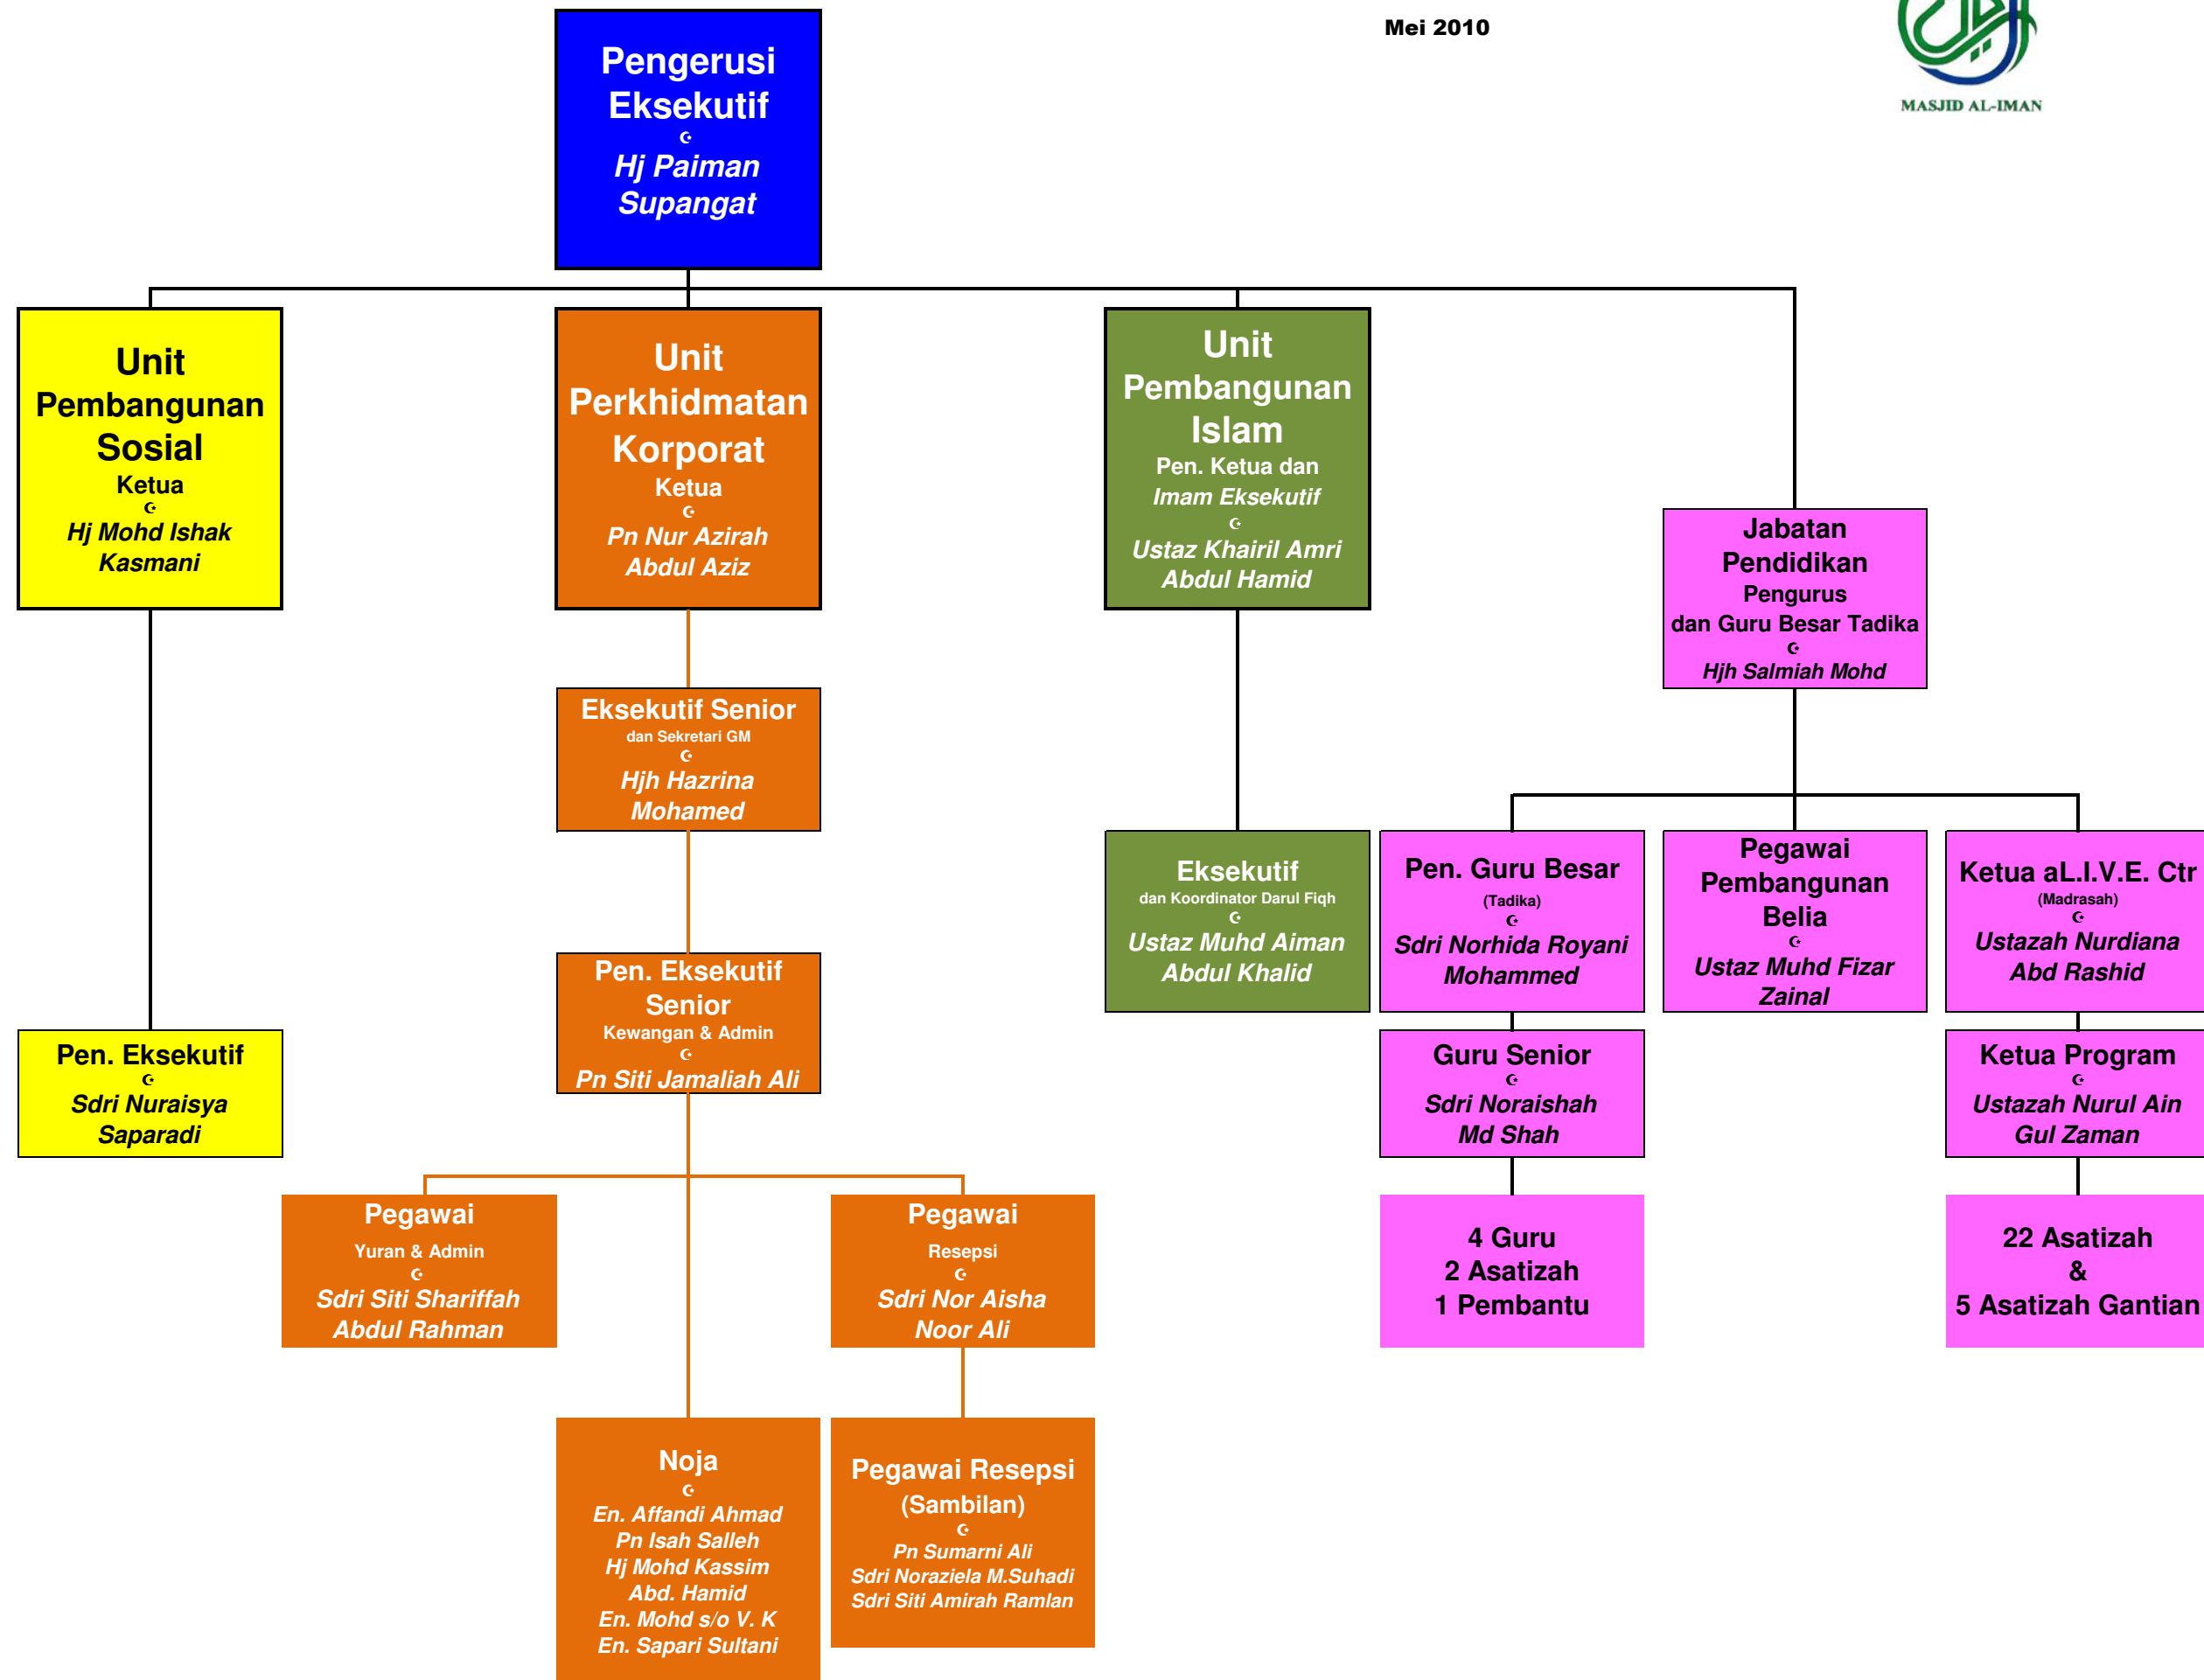 Mei 2010
MASJID AL-IMAN
Pengerusi
Eksekutif
Hj Paiman
Supangat
Unit
Pembangunan
Sosial
Ketua
Hj Mohd Ishak
Kasmani
Unit
Perkhidmatan
Korporat
Ketua
Pn Nur Azirah
Abdul Aziz
Unit
Pembangunan
Islam
Pen. Ketua dan
Imam Eksekutif
Ustaz Khairil Amri
Abdul Hamid
Jabatan
Pendidikan
Pengurus
dan Guru Besar Tadika
Hjh Salmiah Mohd
Eksekutif Senior
dan Sekretari GM
Hjh Hazrina
Mohamed
Eksekutif
dan Koordinator Darul Fiqh
Ustaz Muhd Aiman
Abdul Khalid
Pen. Guru Besar
(Tadika)
Sdri Norhida Royani
Mohammed
Pegawai
Pembangunan
Belia
Ustaz Muhd Fizar
Zainal
Ketua aL.I.V.E. Ctr
(Madrasah)
Ustazah Nurdiana
Abd Rashid
Pen. Eksekutif
Senior
Kewangan & Admin
Pn Siti Jamaliah Ali
Pen. Eksekutif
Sdri Nuraisya
Saparadi
Guru Senior
Sdri Noraishah
Md Shah
Ketua Program
Ustazah Nurul Ain
Gul Zaman
Pegawai
Yuran & Admin
Sdri Siti Shariffah
Abdul Rahman
Pegawai
Resepsi
Sdri Nor Aisha
Noor Ali
4 Guru
2 Asatizah
1 Pembantu
22 Asatizah
&
5 Asatizah Gantian
Noja
En. Affandi Ahmad
Pn Isah Salleh
Hj Mohd Kassim
Abd. Hamid
En. Mohd s/o V. K
En. Sapari Sultani
Pegawai Resepsi
(Sambilan)
Pn Sumarni Ali
Sdri Noraziela M.Suhadi
Sdri Siti Amirah Ramlan